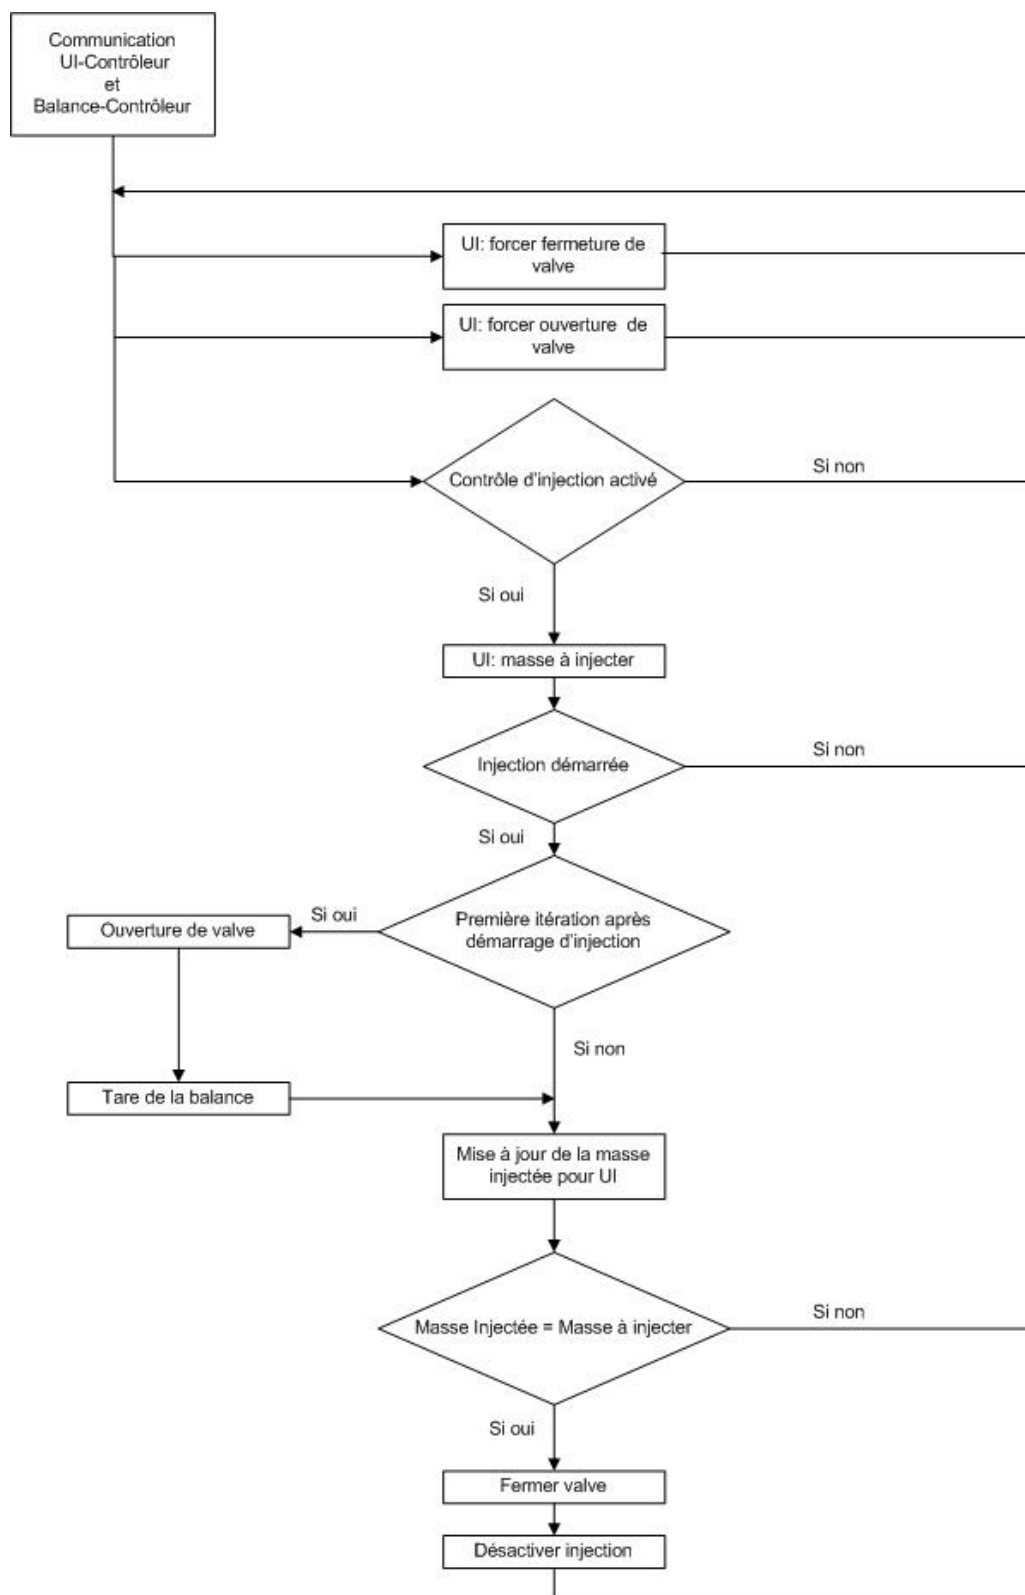 Communication
UI-Contrôleur
et
Balance-Contrôleur
UI: forcer fermeture de
valve
UI: forcer ouverture de
valve
Contrôle d'injection activé
Si non
Si oui
UI: masse à injecter
Injection démarrée
Si non
Si oui
Première itération après
démarrage d'injection
Si oui
Ouverture de valve
Si non
Tare de la balance
Mise à jour de la masse
injectée pour UI
Masse Injectée = Masse à injecter
Si non
Si oui
Fermer valve
Désactiver injection